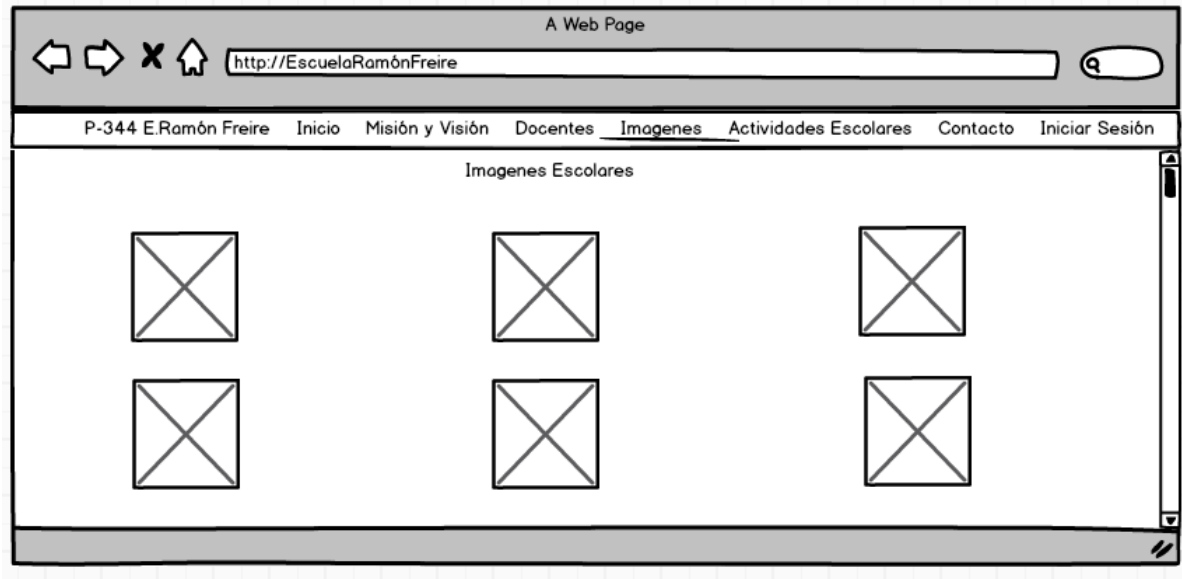 A Web Page
http://EscuelaRamónFreire
P-344 E.Ramón Freire Inicio Misión y Visión Docentes Imagenes Actividades Escolares Contacto Iniciar Sesión
Imagenes Escolares